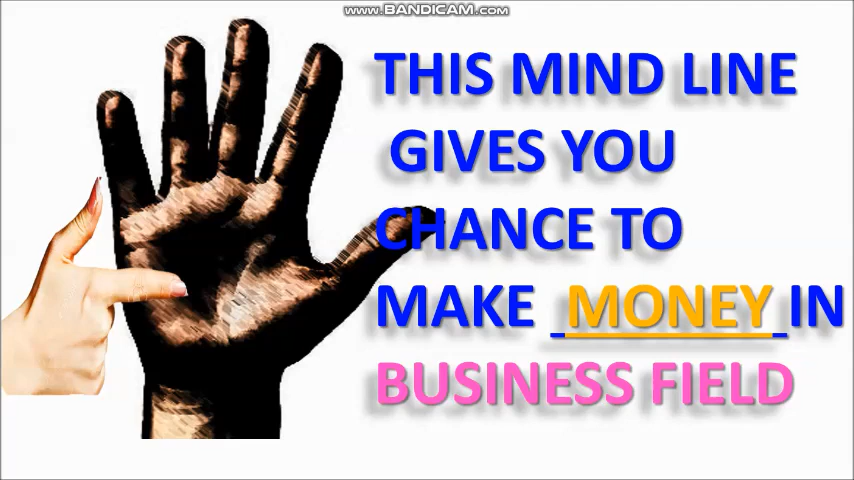 www.BANDICAM.com
THIS MIND LINE
GIVES YOU
CHANCE TO
MAKE MONEY IN
BUSINESS FIELD